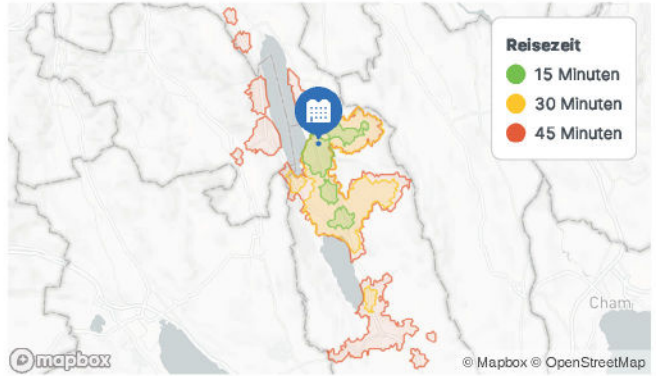 Reisezeit
15 Minuten
30 Minuten
45 Minuten
Cham
mapbox
© Mapbox © OpenStreetMap